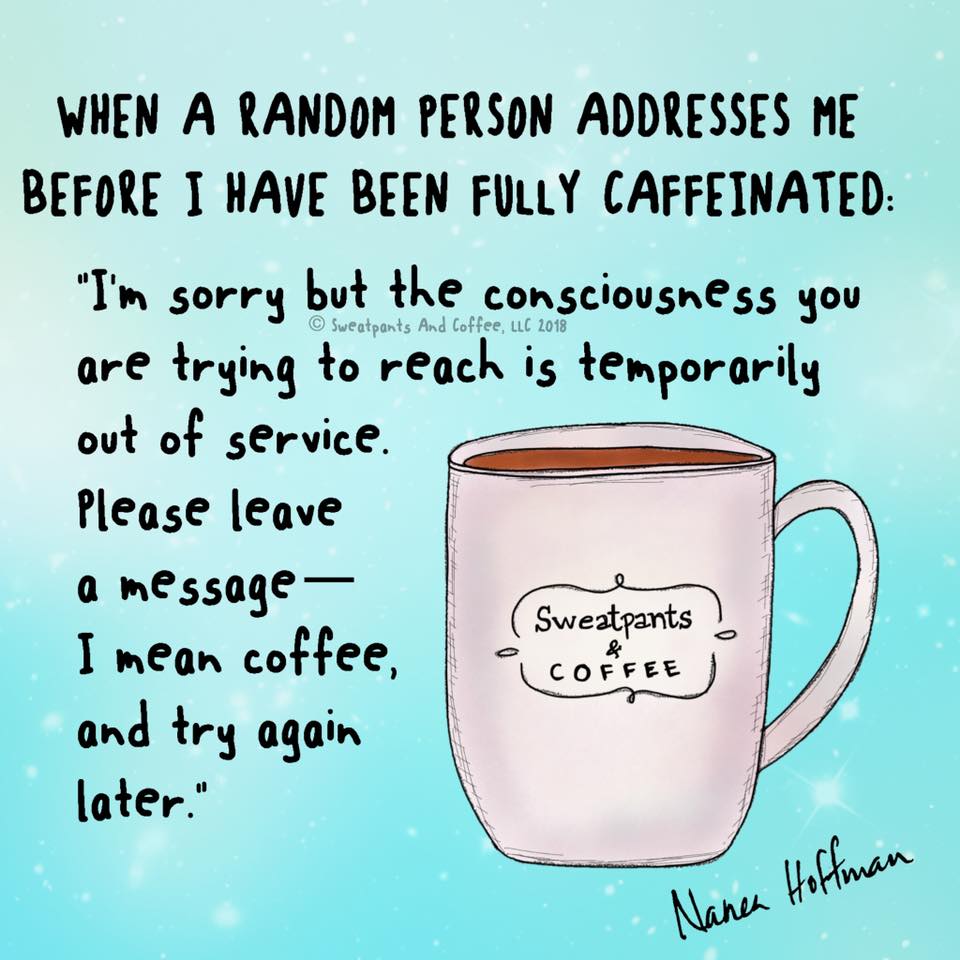 WHEN A RANDOM PERSON ADDRESSES ME
BEFORE I HAVE BEEN FULLY CAFFEINATED:
"I'm sorry but the consciousness you
© Sweatpants And Coffee, LLC 2018
are trying to reach is temporarily
out of service.
Please leave
a message—
I mean coffee,
and try again
later."
Sweatpants
&
COFFEE
Nanea Hoffman